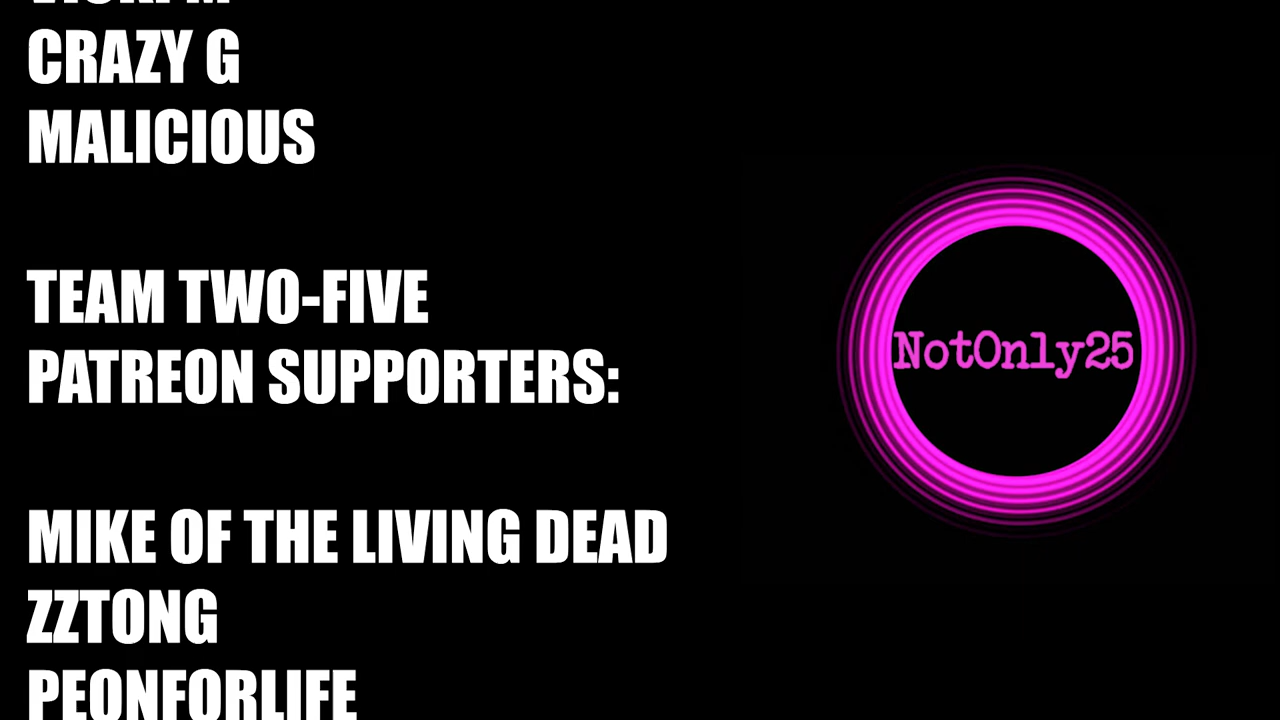 CRAZY G
MALICIOUS
TEAM TWO-FIVE
PATREON SUPPORTERS:
MIKE OF THE LIVING DEAD
ZZTONG
PEONFORLIFE
NotOnly25